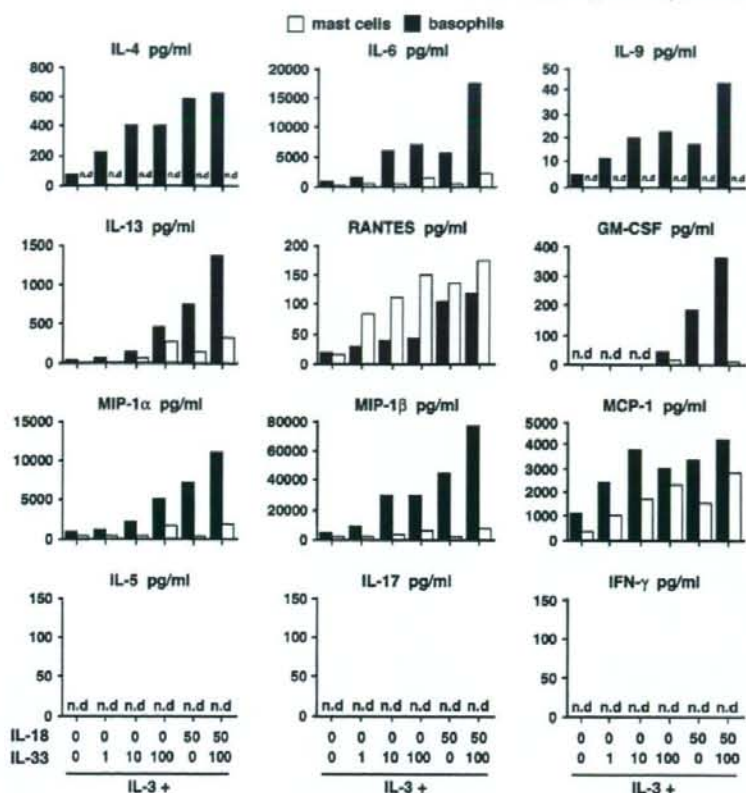 mast cells basophils
IL-4 pg/ml IL-6 pg/ml IL-9 pg/ml
800 20000 50
600 15000 40
400 10000 30
20
200 5000 10
0 n.d n.d n.d n.d n.d n.d 0 0 n.d n.d n.d n.d n.d n.d
IL-13 pg/ml RANTES pg/ml GM-CSF pg/ml
1500 200 400
1000 150 300
100 200
500 50 100
0 0 0 n.d n.d n.d
MIP-1α pg/ml MIP-1β pg/ml MCP-1 pg/ml
15000 80000 5000
10000 60000 4000
40000 3000
5000 20000 2000
1000
0 0 0
IL-5 pg/ml IL-17 pg/ml IFN-γ pg/ml
150 150 150
100 100 100
50 50 50
0 n.d n.d n.d n.d n.d n.d 0 n.d n.d n.d n.d n.d n.d 0 n.d n.d n.d n.d n.d n.d
IL-18 0 0 0 0 50 50 0 0 0 0 50 50 0 0 0 0 50 50
IL-33 0 1 10 100 0 100 0 1 10 100 0 100 0 1 10 100 0 100
IL-3 + IL-3 + IL-3 +